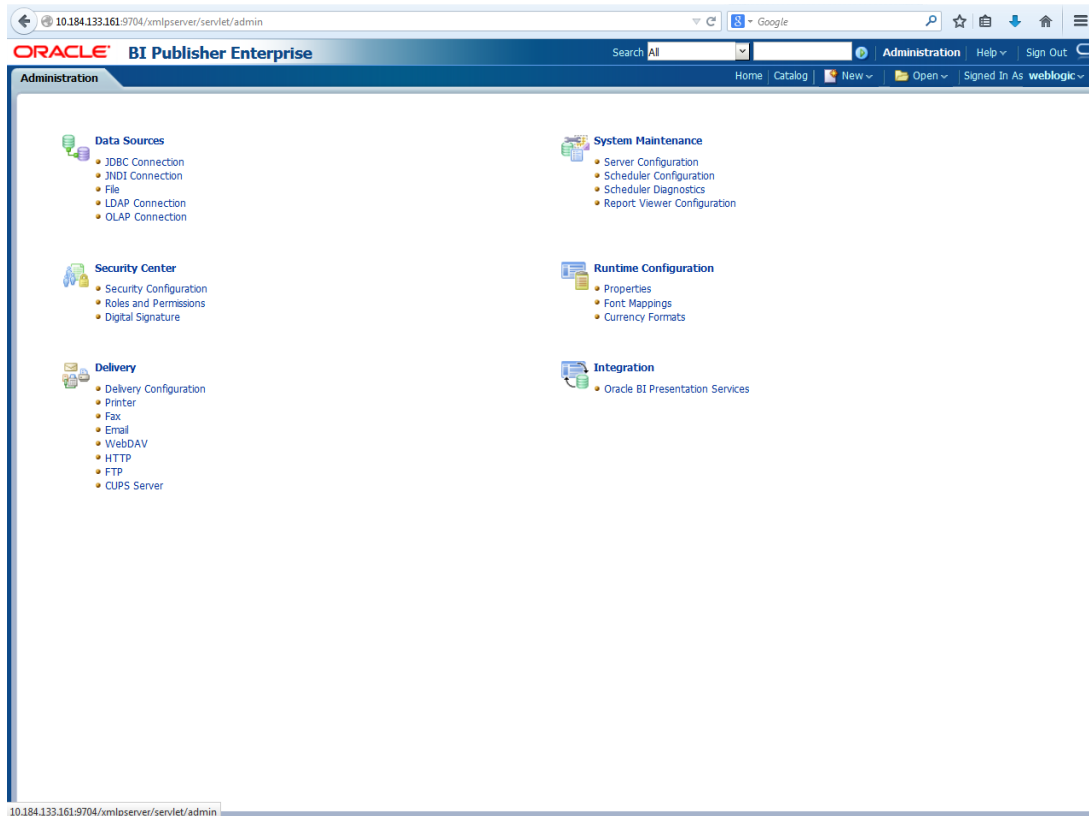 10.184.133.161:9704/xmlpserver/servlet/admin
Google
ORACLE BI Publisher Enterprise
Search All
Administration Help Sign Out
Administration
Home Catalog New Open Signed In As weblogic
Data Sources
JDBC Connection
JNDI Connection
File
LDAP Connection
OLAP Connection
System Maintenance
Server Configuration
Scheduler Configuration
Scheduler Diagnostics
Report Viewer Configuration
Security Center
Security Configuration
Roles and Permissions
Digital Signature
Runtime Configuration
Properties
Font Mappings
Currency Formats
Delivery
Delivery Configuration
Printer
Fax
Email
WebDAV
HTTP
FTP
CUPS Server
Integration
Oracle BI Presentation Services
10.184.133.161:9704/xmlpserver/servlet/admin